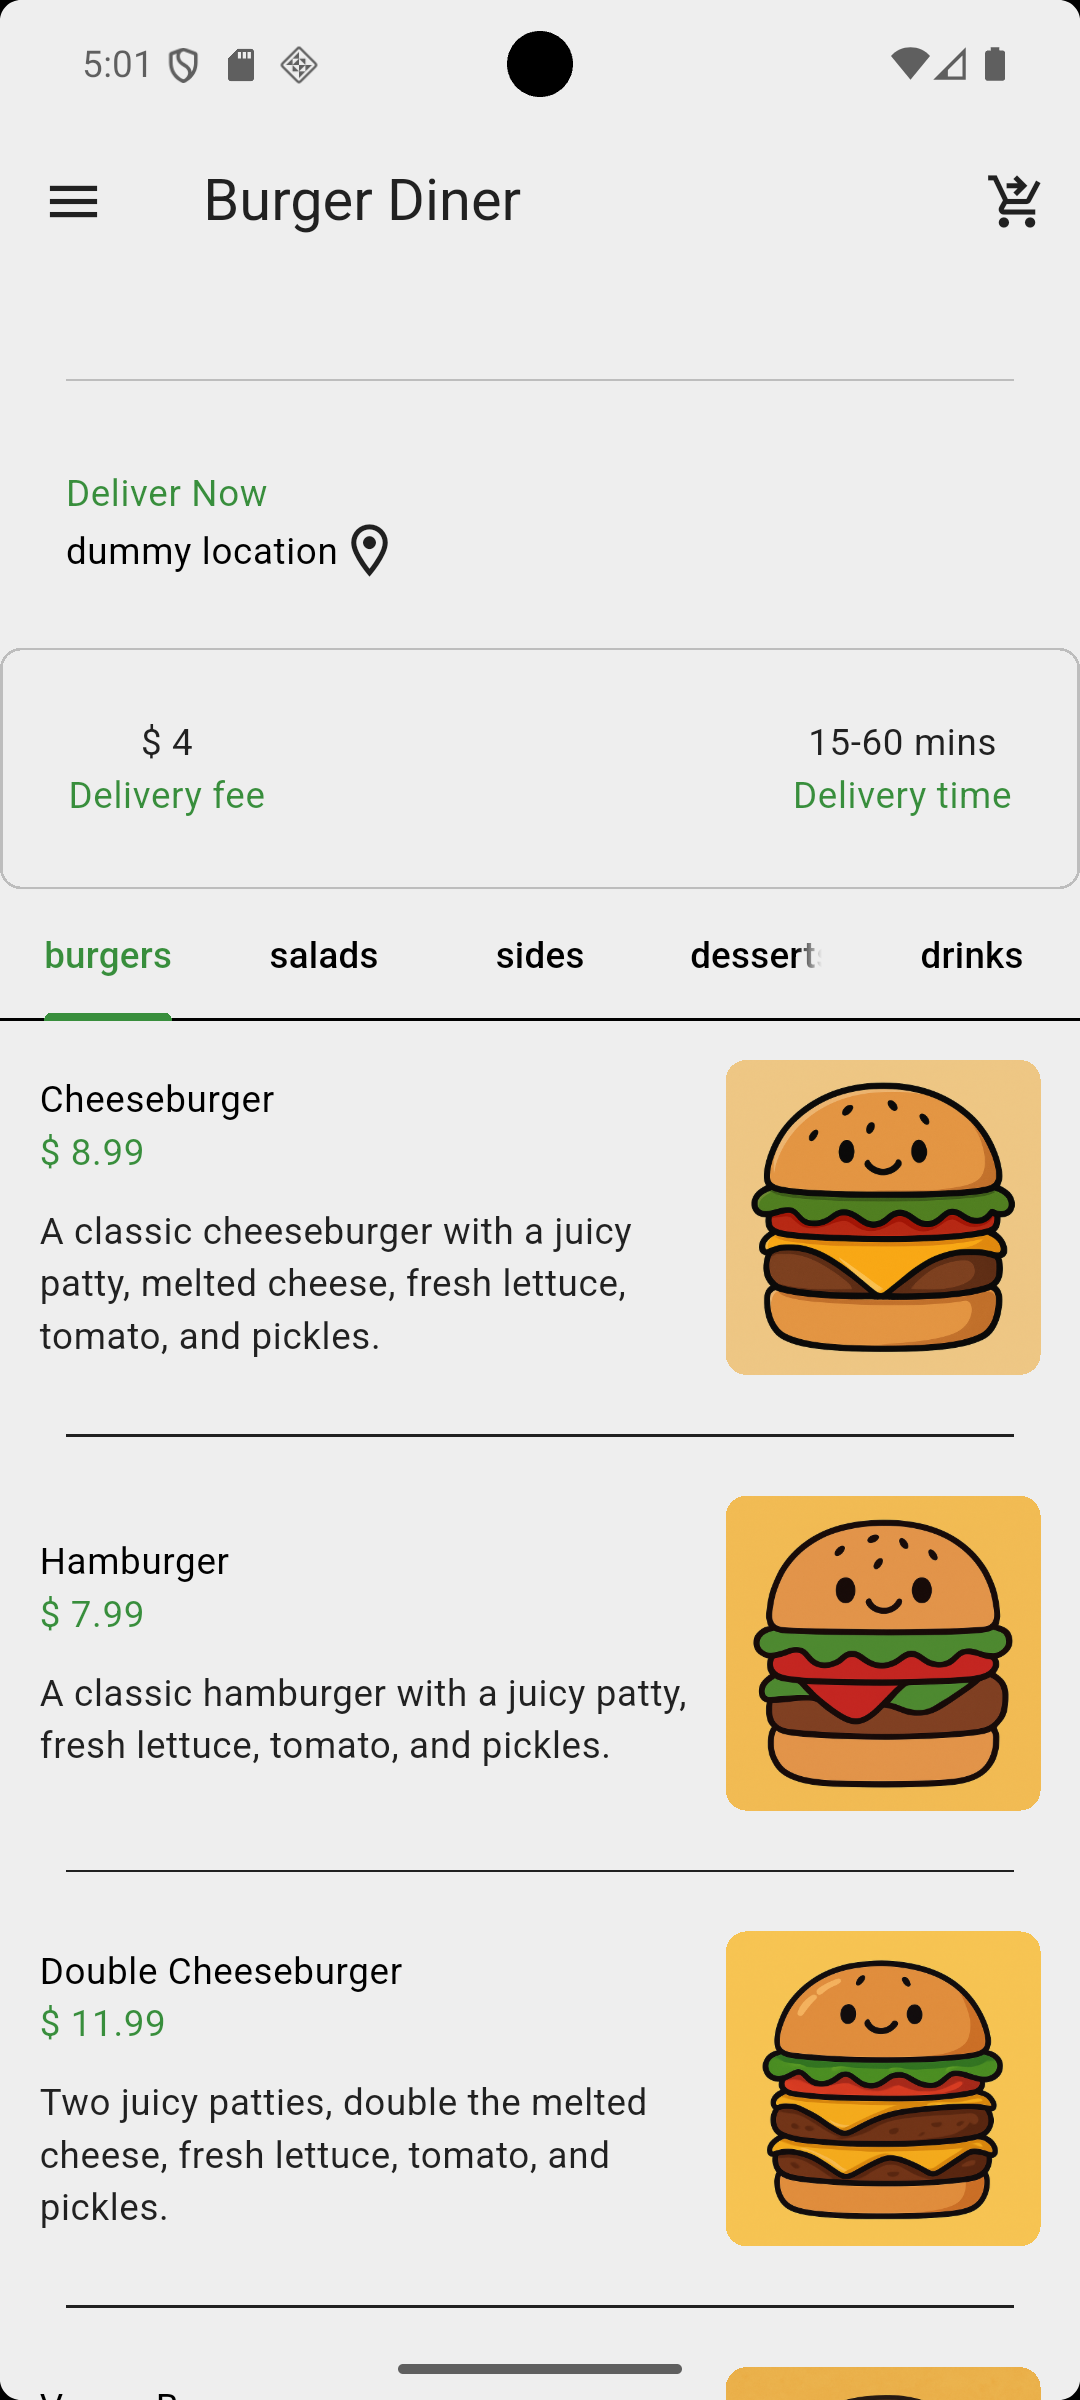 5:01
Burger Diner
Deliver Now
dummy location
$ 4
Delivery fee
15-60 mins
Delivery time
burgers salads sides desserts drinks
Cheeseburger
$ 8.99
A classic cheeseburger with a juicy
patty, melted cheese, fresh lettuce,
tomato, and pickles.
Hamburger
$ 7.99
A classic hamburger with a juicy patty,
fresh lettuce, tomato, and pickles.
Double Cheeseburger
$ 11.99
Two juicy patties, double the melted
cheese, fresh lettuce, tomato, and
pickles.